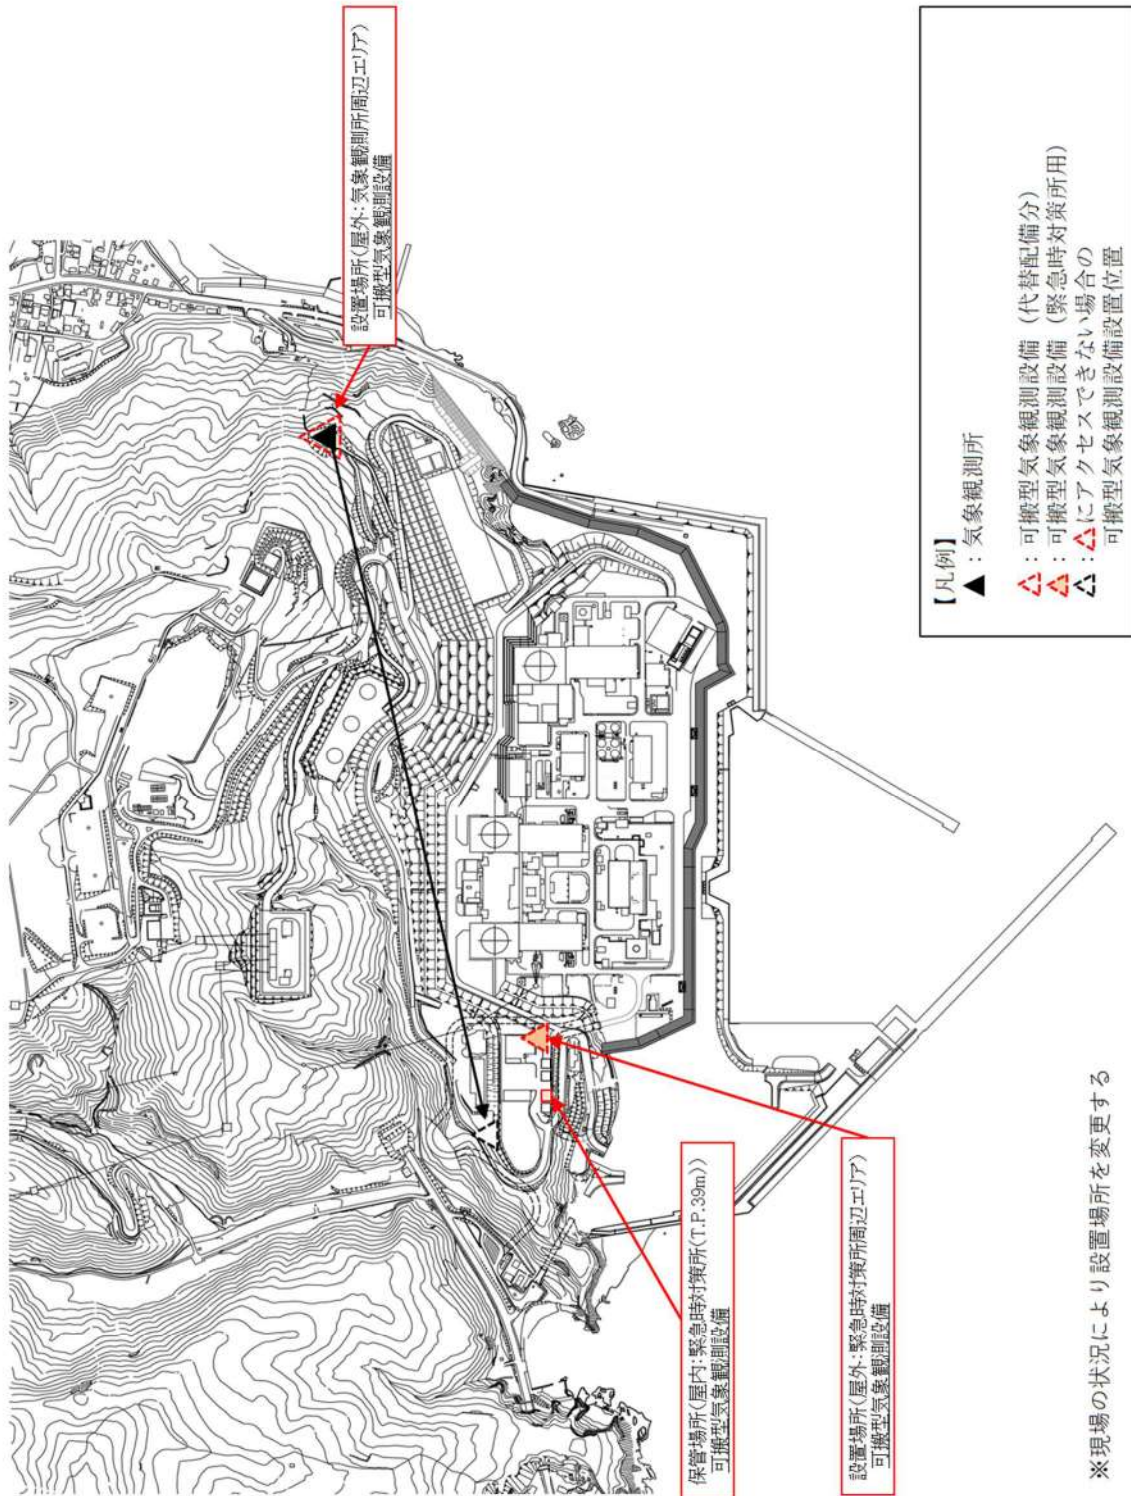 設置場所(屋外:気象観測所周辺エリア)
可搬型気象観測設備
保管場所(屋内:緊急時対策所(T.P.39m))
可搬型気象観測設備
設置場所(屋外:緊急時対策所周辺エリア)
可搬型気象観測設備
【凡例】
▲:気象観測所
:可搬型気象観測設備(代替配備分)
:可搬型気象観測設備(緊急時対策所用)
:△にアクセスできない場合の
可搬型気象観測設備設置位置
※現場の状況により設置場所を変更する